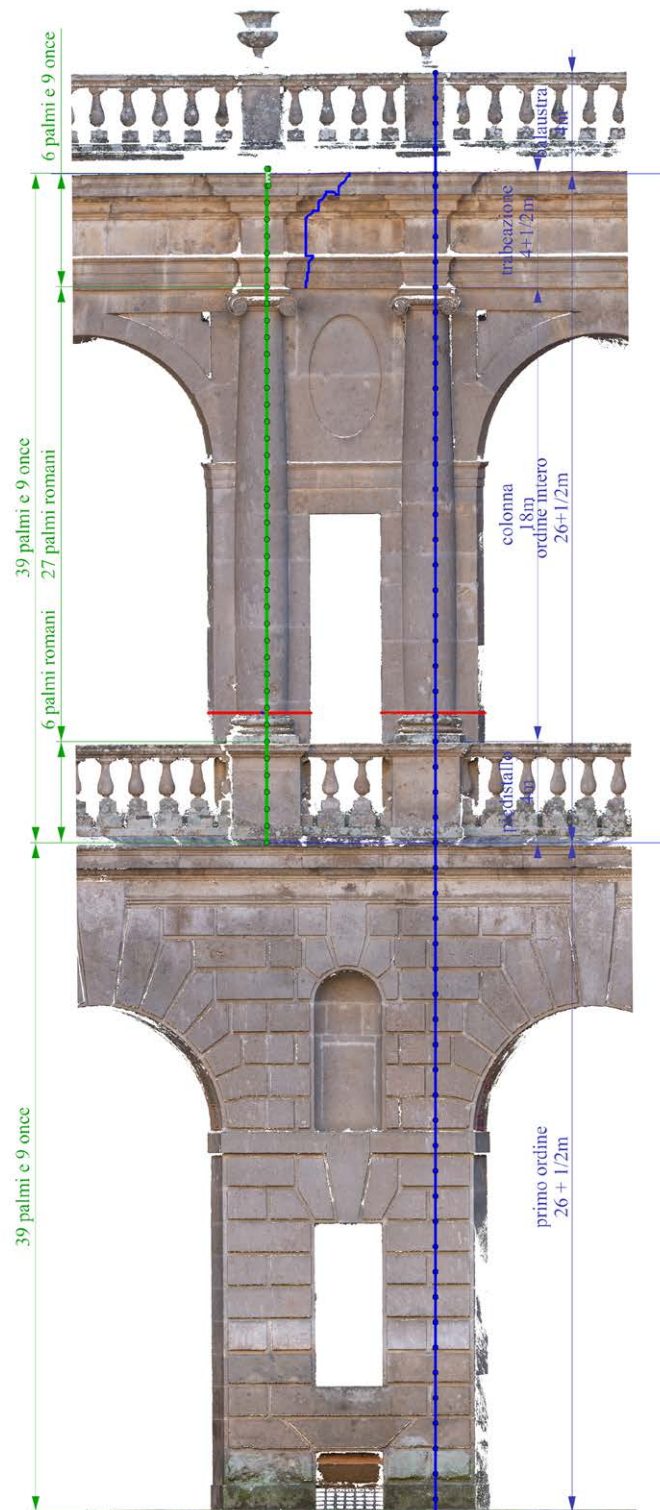 6 palmi e 9 once
39 palmi e 9 once
27 palmi romani
6 palmi romani
39 palmi e 9 once
balaustra
4m
trabeazione
4+1/2m
colonna
18m
ordine intero
26+1/2m
piedistallo
4m
primo ordine
26 + 1/2m